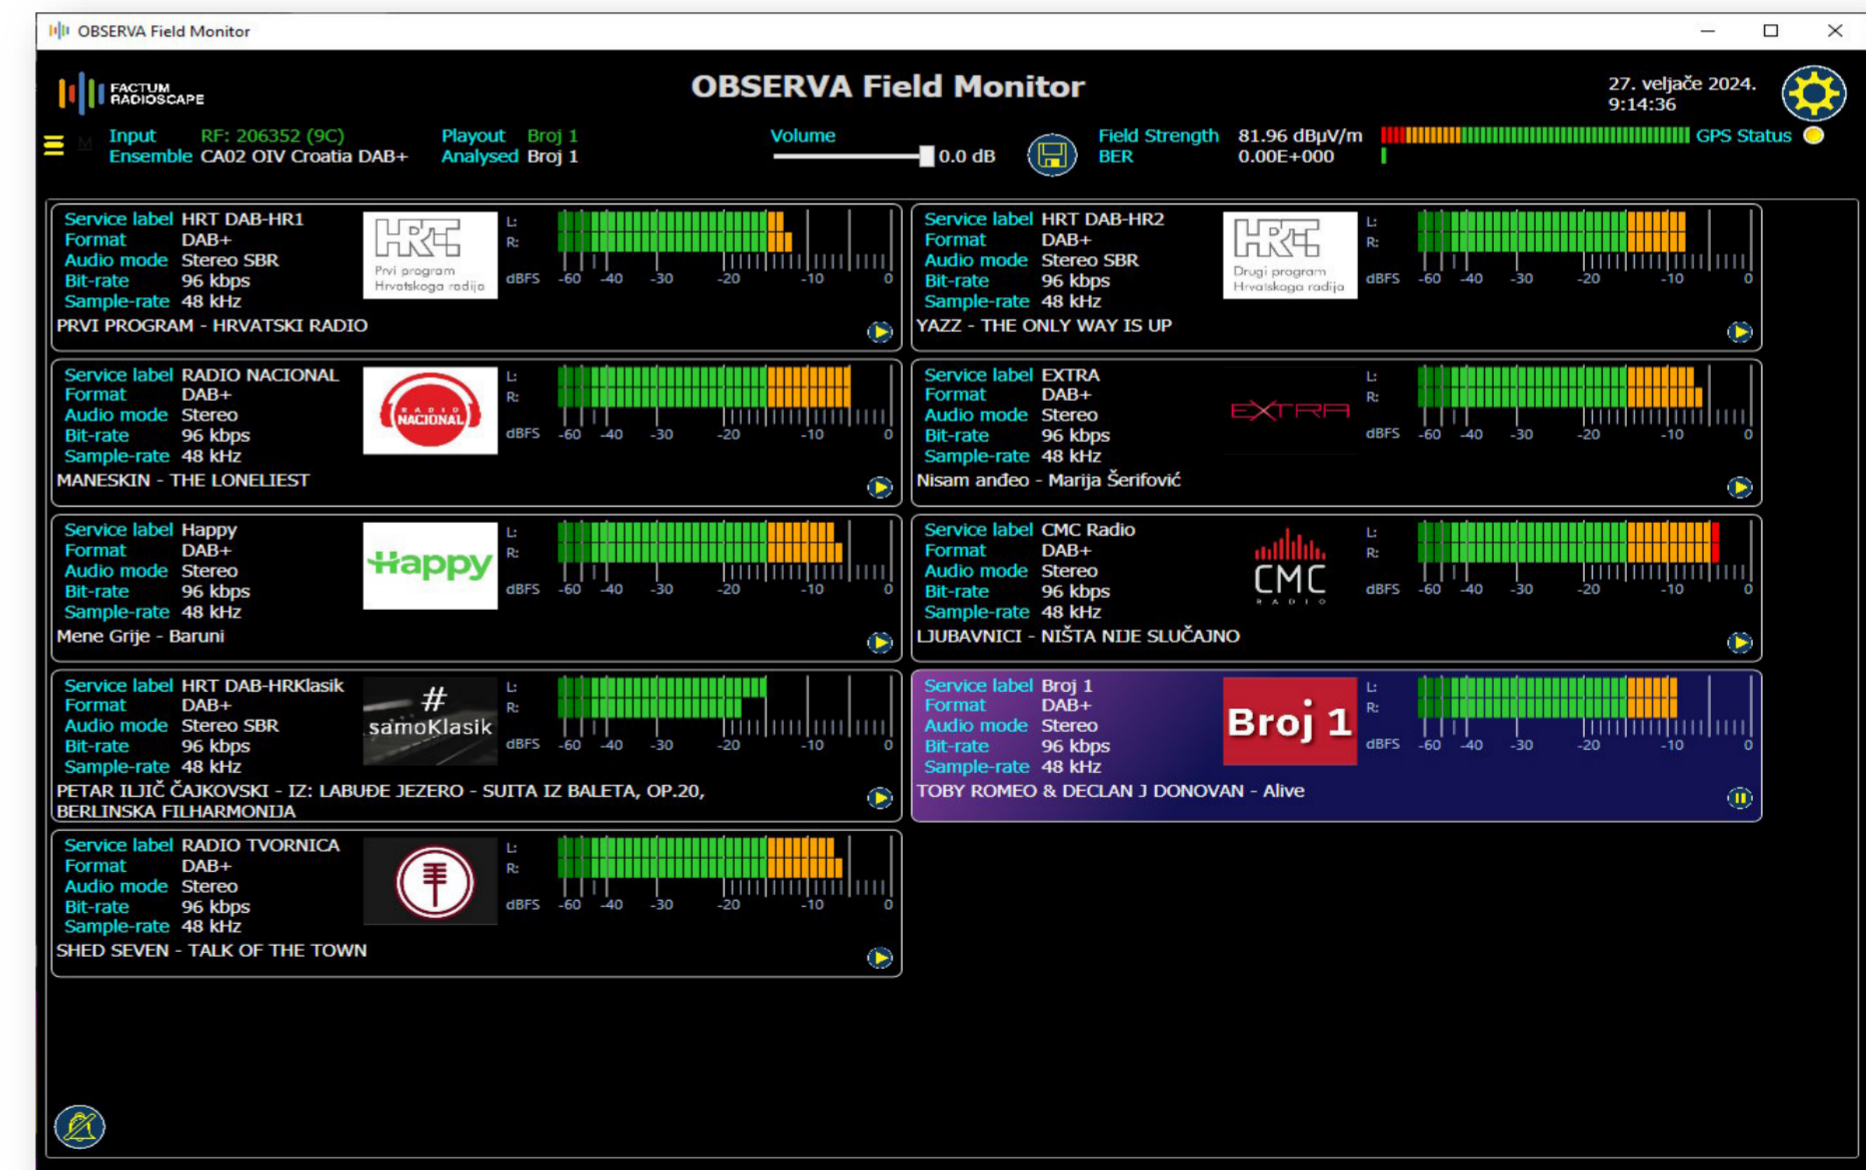 OBSERVA Field Monitor
FACTUM
RADIOSCAPE
OBSERVA Field Monitor
27. veljače 2024.
9:14:36
M Input RF: 206352 (9C) Playout Broj 1 Volume Field Strength 81.96 dBµV/m GPS Status
Ensemble CA02 OIV Croatia DAB+ Analysed Broj 1 0.0 dB BER 0.00E+000
Service label HRT DAB-HR1
Format DAB+
Audio mode Stereo SBR
Bit-rate 96 kbps
Sample-rate 48 kHz
HRT
Prvi program
Hrvatskoga radija
L:
R:
dBFS -60 -40 -30 -20 -10 0
PRVI PROGRAM - HRVATSKI RADIO
Service label HRT DAB-HR2
Format DAB+
Audio mode Stereo SBR
Bit-rate 96 kbps
Sample-rate 48 kHz
HRT
Drugi program
Hrvatskoga radija
L:
R:
dBFS -60 -40 -30 -20 -10 0
YAZZ - THE ONLY WAY IS UP
Service label RADIO NACIONAL
Format DAB+
Audio mode Stereo
Bit-rate 96 kbps
Sample-rate 48 kHz
RADIO
NACIONAL
L:
R:
dBFS -60 -40 -30 -20 -10 0
MANESKIN - THE LONELIEST
Service label EXTRA
Format DAB+
Audio mode Stereo
Bit-rate 96 kbps
Sample-rate 48 kHz
EXTRA
L:
R:
dBFS -60 -40 -30 -20 -10 0
Nisam anđeo - Marija Šerifović
Service label Happy
Format DAB+
Audio mode Stereo
Bit-rate 96 kbps
Sample-rate 48 kHz
Happy
L:
R:
dBFS -60 -40 -30 -20 -10 0
Mene Grije - Baruni
Service label CMC Radio
Format DAB+
Audio mode Stereo
Bit-rate 96 kbps
Sample-rate 48 kHz
CMC
RADIO
L:
R:
dBFS -60 -40 -30 -20 -10 0
LJUBAVNICI - NIŠTA NIJE SLUČAJNO
Service label HRT DAB-HRKlasik
Format DAB+
Audio mode Stereo SBR
Bit-rate 96 kbps
Sample-rate 48 kHz
#
samoKlasik
L:
R:
dBFS -60 -40 -30 -20 -10 0
PETAR ILJIČ ČAJKOVSKI - IZ: LABUĐE JEZERO - SUITA IZ BALETA, OP.20,
BERLINSKA FILHARMONIJA
Service label Broj 1
Format DAB+
Audio mode Stereo
Bit-rate 96 kbps
Sample-rate 48 kHz
Broj 1
L:
R:
dBFS -60 -40 -30 -20 -10 0
TOBY ROMEO & DECLAN J DONOVAN - Alive
Service label RADIO TVORNICA
Format DAB+
Audio mode Stereo
Bit-rate 96 kbps
Sample-rate 48 kHz
L:
R:
dBFS -60 -40 -30 -20 -10 0
SHED SEVEN - TALK OF THE TOWN